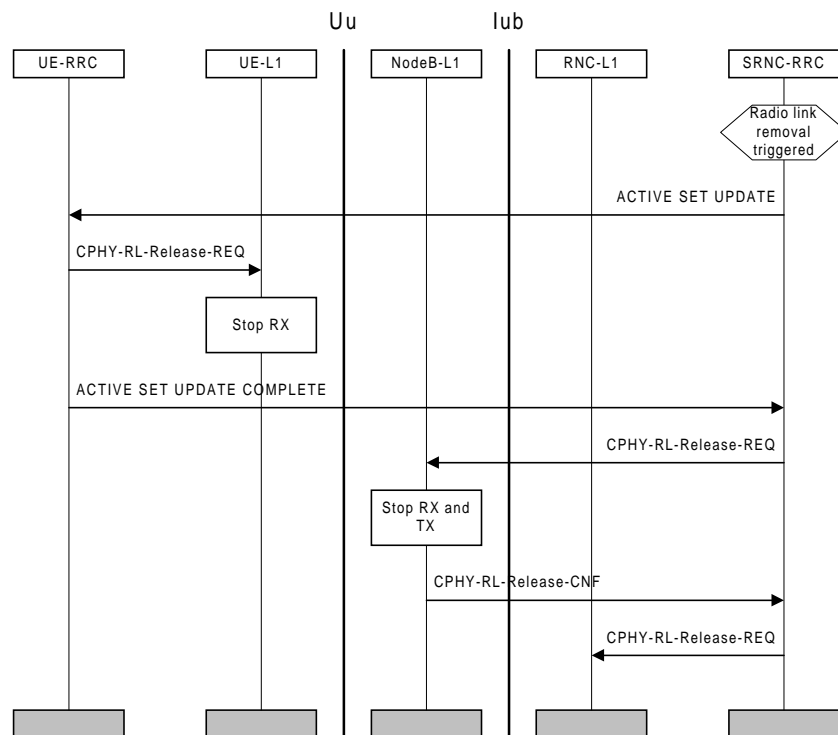 Uu
Iub
UE-RRC
UE-L1
NodeB-L1
RNC-L1
SRNC-RRC
Radio link
removal
triggered
ACTIVE SET UPDATE
CPHY-RL-Release-REQ
Stop RX
ACTIVE SET UPDATE COMPLETE
CPHY-RL-Release-REQ
Stop RX and
TX
CPHY-RL-Release-CNF
CPHY-RL-Release-REQ